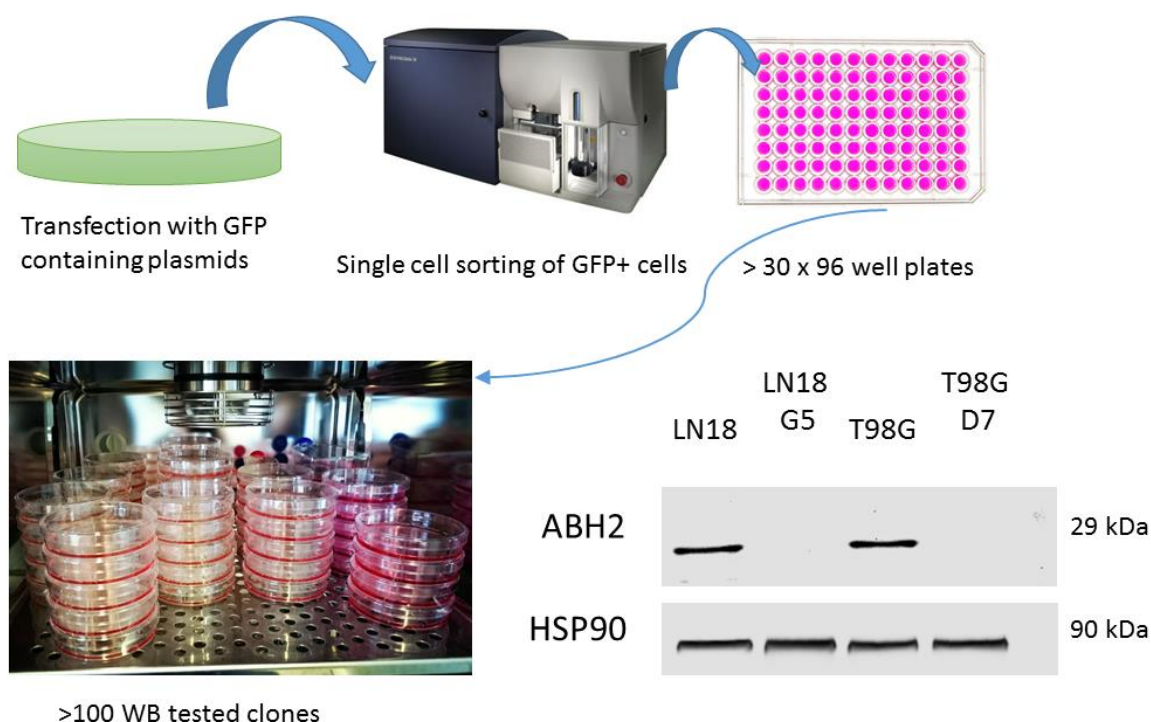 Transfection with GFP
containing plasmids
Single cell sorting of GFP+ cells
> 30 x 96 well plates
>100 WB tested clones
LN18
LN18
G5
T98G
T98G
D7
ABH2
29 kDa
HSP90
90 kDa